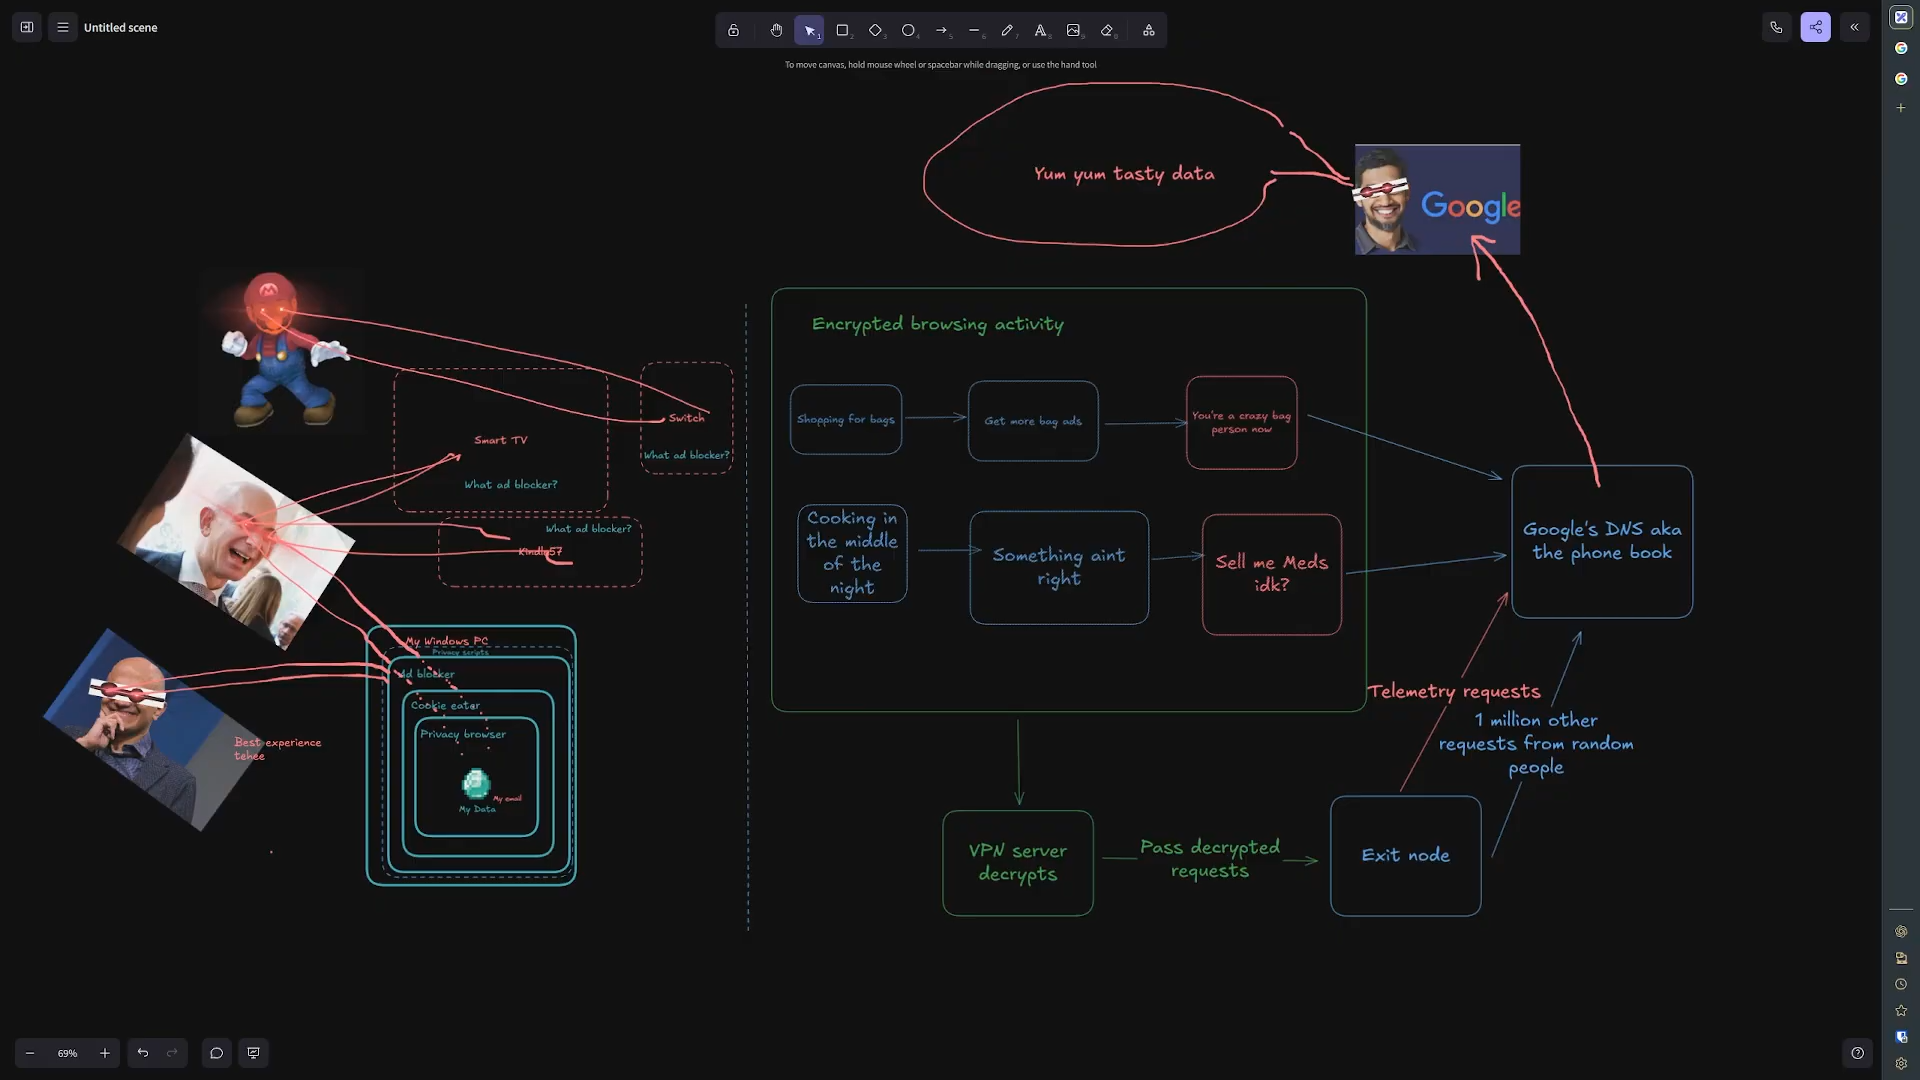 Untitled scene
To move canvas, hold mouse wheel or spacebar while dragging, or use the hand tool
Yum yum tasty data
Google
Encrypted browsing activity
Shopping for bags
Get more bag ads
You're a crazy bag
person now
Switch
What ad blocker?
Smart TV
What ad blocker?
What ad blocker?
Kindle57
Cooking in
the middle
of the
night
Something aint
right
Sell me Meds
idk?
Google's DNS aka
the phone book
My Windows PC
Privacy scripts
Ad blocker
Cookie eater
Privacy browser
My email
My Data
Best experience
tehee
Telemetry requests
1 million other
requests from random
people
VPN server
decrypts
Pass decrypted
requests
Exit node
69%